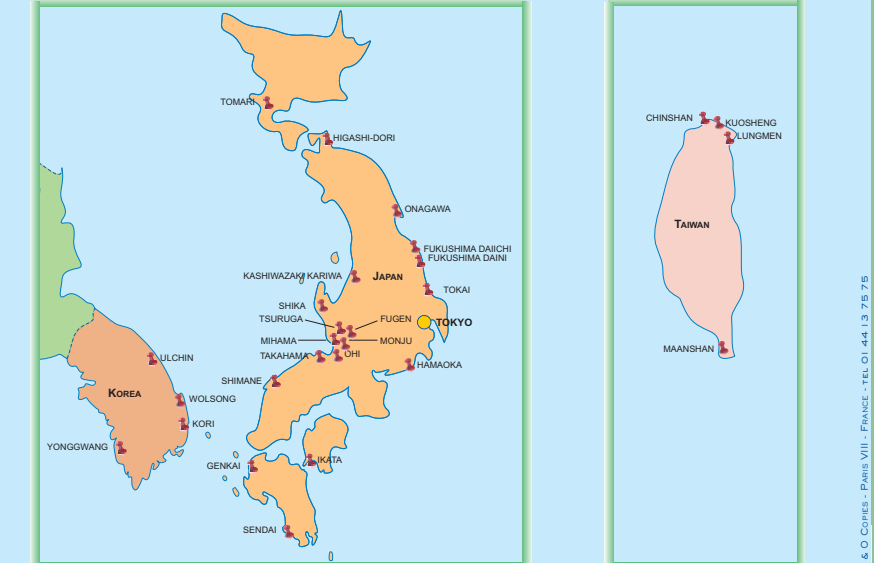 TOMARI
HIGASHI-DORI
ONAGAWA
FUKUSHIMA DAIICHI
FUKUSHIMA DAINI
KASHIWAZAKI KARIWA
JAPAN
TOKAI
SHIKA
TSURUGA
FUGEN
TOKYO
MIHAMA
MONJU
TAKAHAMA
OHI
HAMAOKA
SHIMANE
ULCHIN
KOREA
WOLSONG
KORI
YONGGWANG
GENKAI
IKATA
SENDAI
CHINSHAN
KUOSHENG
LUNGMEN
TAIWAN
MAANSHAN
& O COPIES - PARIS VIII - FRANCE - TEL 01 44 13 75 75